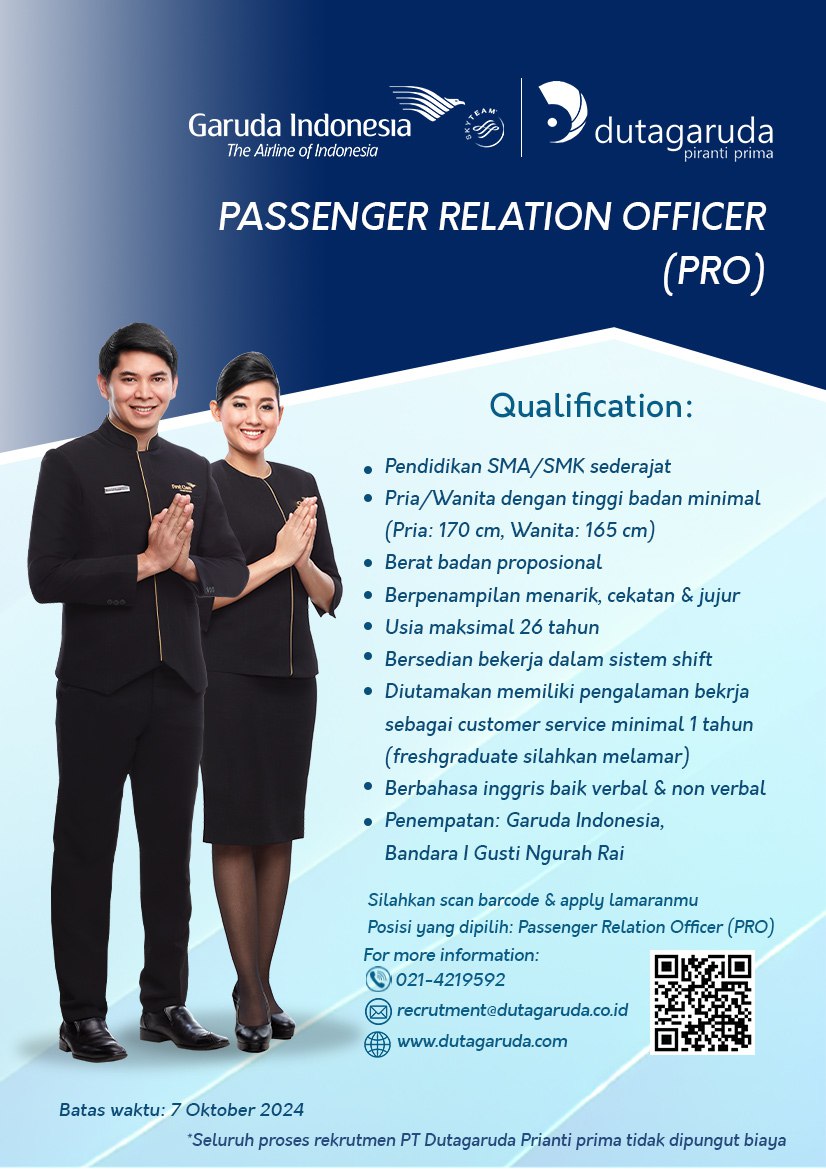 Garuda Indonesia
The Airline of Indonesia
SKYTEAM
dutagaruda
piranti prima
PASSENGER RELATION OFFICER
(PRO)
Qualification:
• Pendidikan SMA/SMK sederajat
• Pria/Wanita dengan tinggi badan minimal
(Pria: 170 cm, Wanita: 165 cm)
• Berat badan proposional
• Berpenampilan menarik, cekatan & jujur
• Usia maksimal 26 tahun
• Bersedian bekerja dalam sistem shift
• Diutamakan memiliki pengalaman bekrja
sebagai customer service minimal 1 tahun
(freshgraduate silahkan melamar)
• Berbahasa inggris baik verbal & non verbal
• Penempatan: Garuda Indonesia,
Bandara I Gusti Ngurah Rai
Silahkan scan barcode & apply lamaranmu
Posisi yang dipilih: Passenger Relation Officer (PRO)
For more information:
021-4219592
recrutment@dutagaruda.co.id
www.dutagaruda.com
Batas waktu: 7 Oktober 2024
*Seluruh proses rekrutmen PT Dutagaruda Prianti prima tidak dipungut biaya
First Class